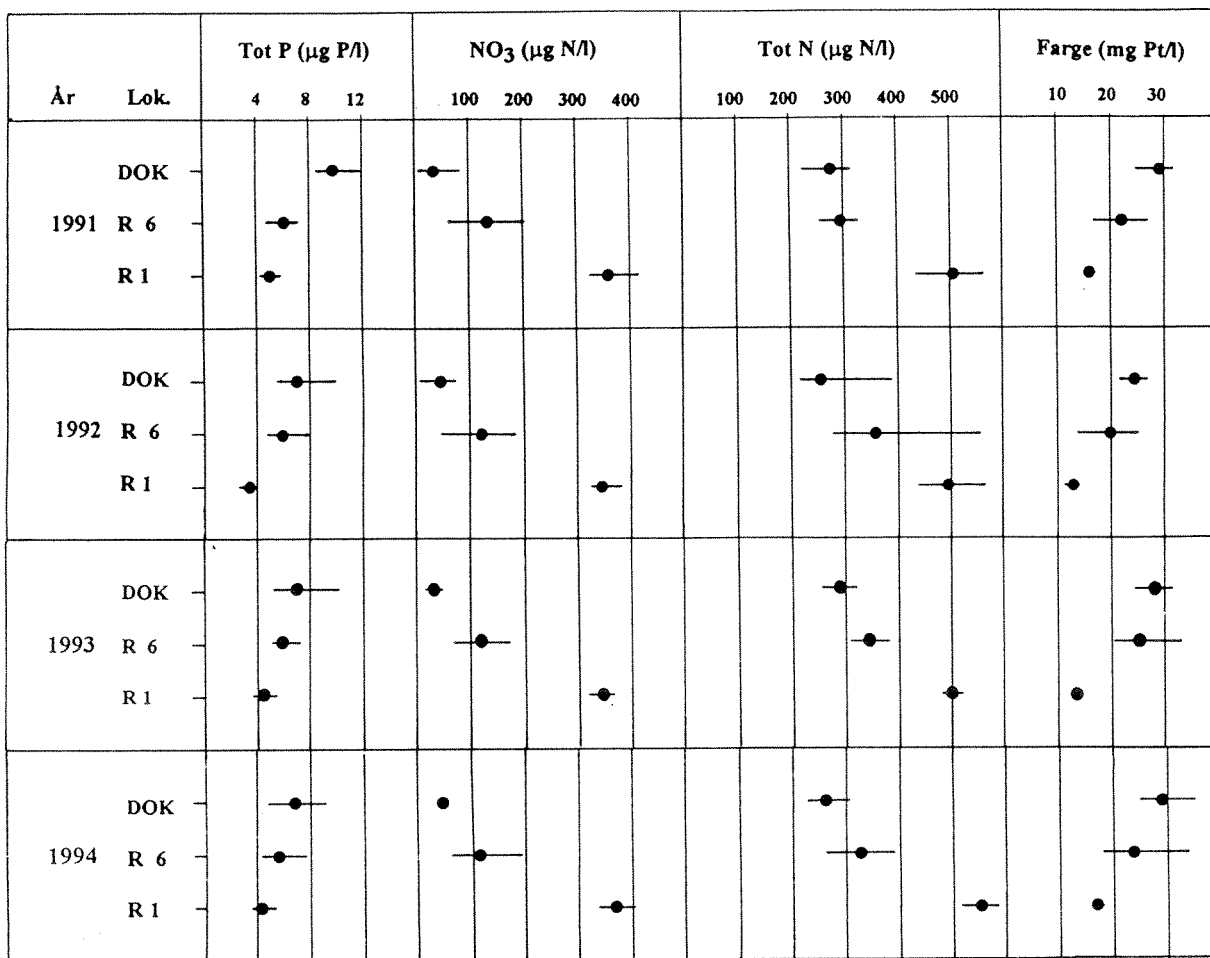 Tot P (µg P/l) NO3 (µg N/l) Tot N (µg N/l) Farge (mg Pt/l)
År Lok. 4 8 12 100 200 300 400 100 200 300 400 500 10 20 30
DOK
1991 R 6
R 1
DOK
1992 R 6
R 1
DOK
1993 R 6
R 1
DOK
1994 R 6
R 1